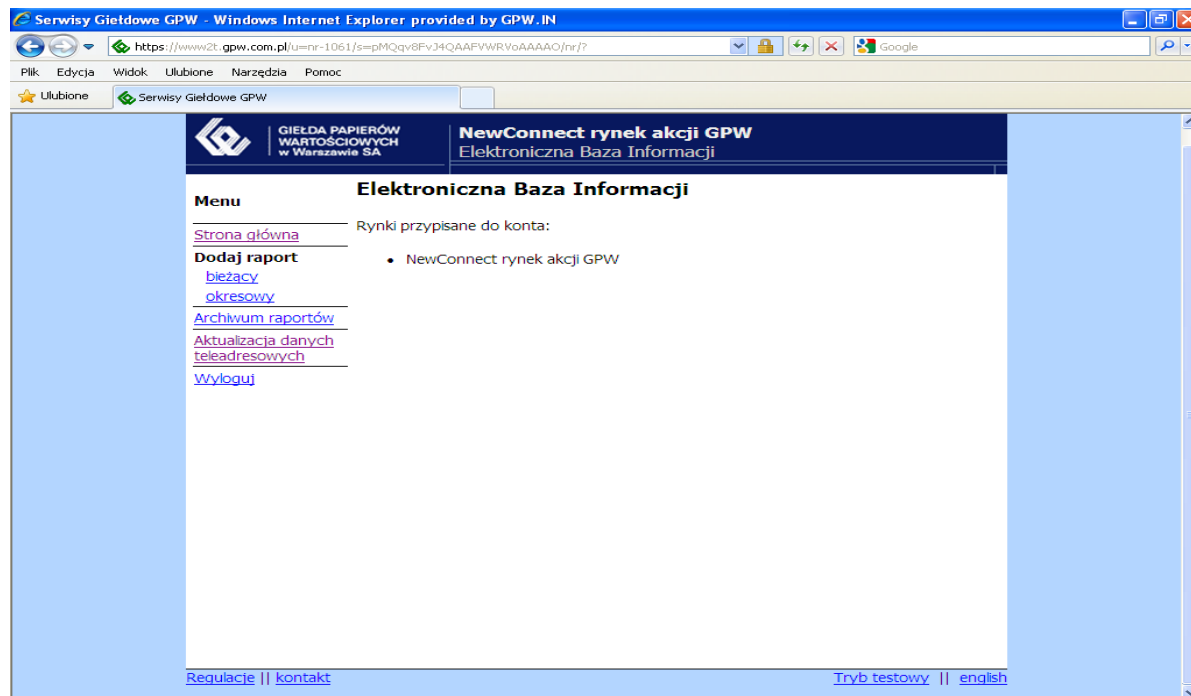 Serwisy Giełdowe GPW - Windows Internet Explorer provided by GPW.IN
https://www2t.gpw.com.pl/u=nr-1061/s=pMQqv8FvJ4QAAFVWRVoAAAAO/nr/?
Google
Plik Edycja Widok Ulubione Narzędzia Pomoc
Ulubione
Serwisy Giełdowe GPW
GIEŁDA PAPIERÓW
WARTOŚCIOWYCH
w Warszawie SA
NewConnect rynek akcji GPW
Elektroniczna Baza Informacji
Menu
Strona główna
Dodaj raport
bieżący
okresowy
Archiwum raportów
Aktualizacja danych
teleadresowych
Wyloguj
Elektroniczna Baza Informacji
Rynki przypisane do konta:
• NewConnect rynek akcji GPW
Regulacje || kontakt
Tryb testowy || english